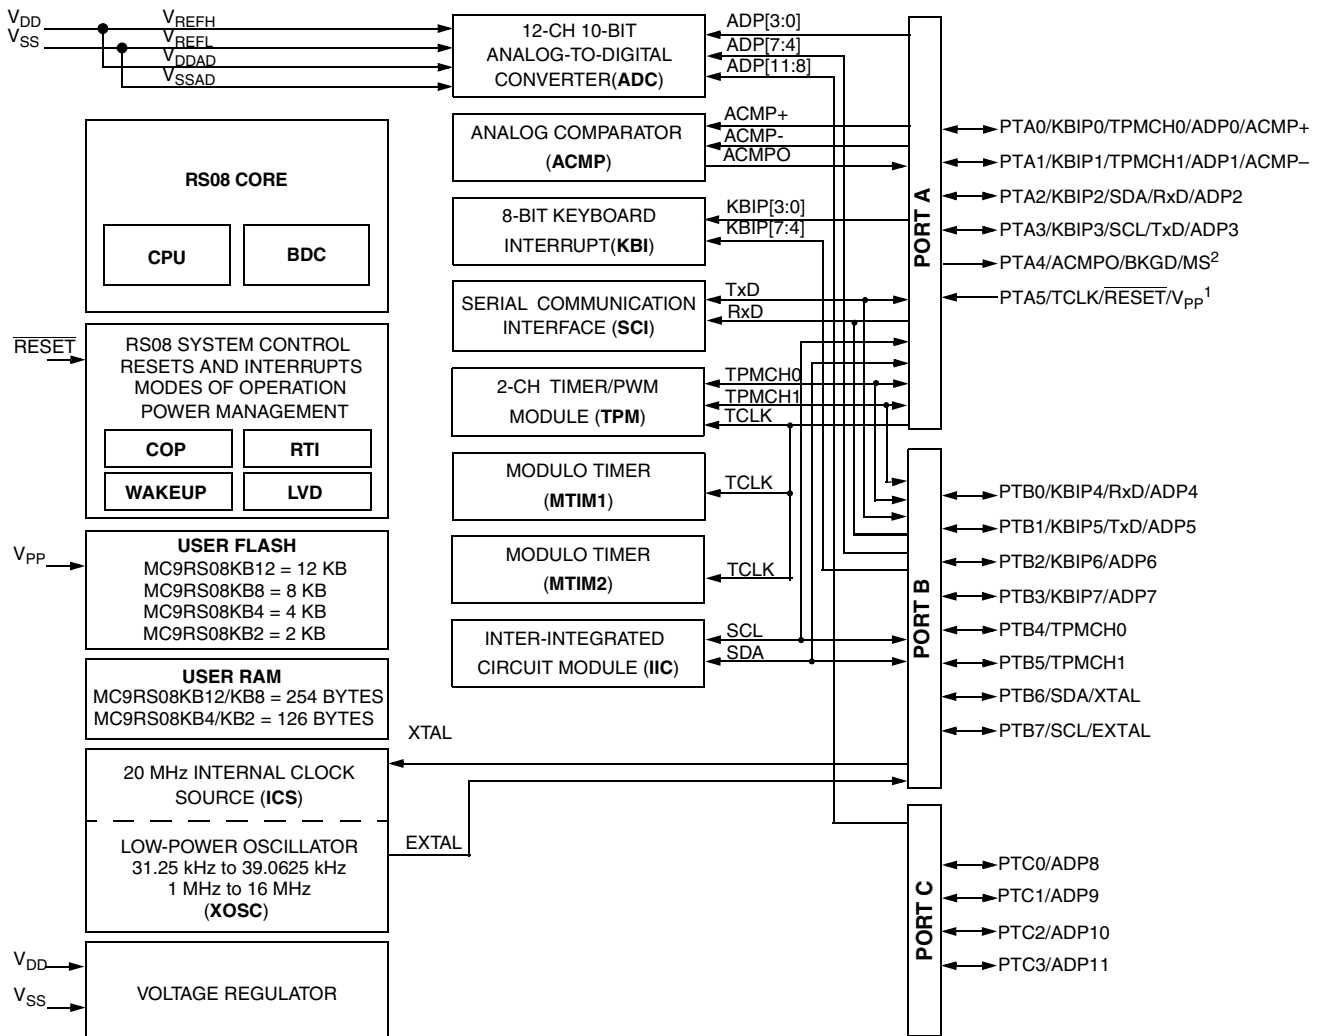 V_DD
V_SS
V_REFH
V_REFL
V_DDAD
V_SSAD
12-CH 10-BIT
ANALOG-TO-DIGITAL
CONVERTER(ADC)
ADP[3:0]
ADP[7:4]
ADP[11:8]
ANALOG COMPARATOR
(ACMP)
ACMP+
ACMP-
ACMPO
8-BIT KEYBOARD
INTERRUPT(KBI)
KBIP[3:0]
KBIP[7:4]
SERIAL COMMUNICATION
INTERFACE (SCI)
TxD
RxD
2-CH TIMER/PWM
MODULE (TPM)
TPMCH0
TPMCH1
TCLK
MODULO TIMER
(MTIM1)
TCLK
MODULO TIMER
(MTIM2)
TCLK
INTER-INTEGRATED
CIRCUIT MODULE (IIC)
SCL
SDA
RS08 CORE
CPU
BDC
RESET
RS08 SYSTEM CONTROL
RESETS AND INTERRUPTS
MODES OF OPERATION
POWER MANAGEMENT
COP
RTI
WAKEUP
LVD
V_PP
USER FLASH
MC9RS08KB12 = 12 KB
MC9RS08KB8 = 8 KB
MC9RS08KB4 = 4 KB
MC9RS08KB2 = 2 KB
USER RAM
MC9RS08KB12/KB8 = 254 BYTES
MC9RS08KB4/KB2 = 126 BYTES
XTAL
20 MHz INTERNAL CLOCK
SOURCE (ICS)
LOW-POWER OSCILLATOR
31.25 kHz to 39.0625 kHz
1 MHz to 16 MHz
(XOSC)
EXTAL
V_DD
V_SS
VOLTAGE REGULATOR
PORT A
PTA0/KBIP0/TPMCH0/ADP0/ACMP+
PTA1/KBIP1/TPMCH1/ADP1/ACMP–
PTA2/KBIP2/SDA/RxD/ADP2
PTA3/KBIP3/SCL/TxD/ADP3
PTA4/ACMPO/BKGD/MS²
PTA5/TCLK/RESET/V_PP¹
PORT B
PTB0/KBIP4/RxD/ADP4
PTB1/KBIP5/TxD/ADP5
PTB2/KBIP6/ADP6
PTB3/KBIP7/ADP7
PTB4/TPMCH0
PTB5/TPMCH1
PTB6/SDA/XTAL
PTB7/SCL/EXTAL
PORT C
PTC0/ADP8
PTC1/ADP9
PTC2/ADP10
PTC3/ADP11